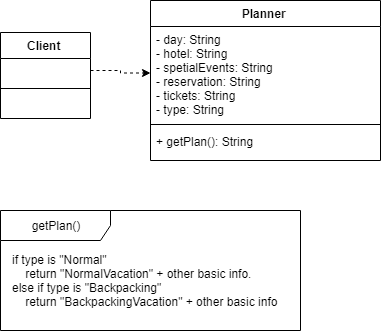 Planner
Client
- day: String
- hotel: String
- spetialEvents: String
- reservation: String
- tickets: String
- type: String
+ getPlan(): String
getPlan()
if type is "Normal"
return "NormalVacation" + other basic info.
else if type is "Backpacking"
return "BackpackingVacation" + other basic info